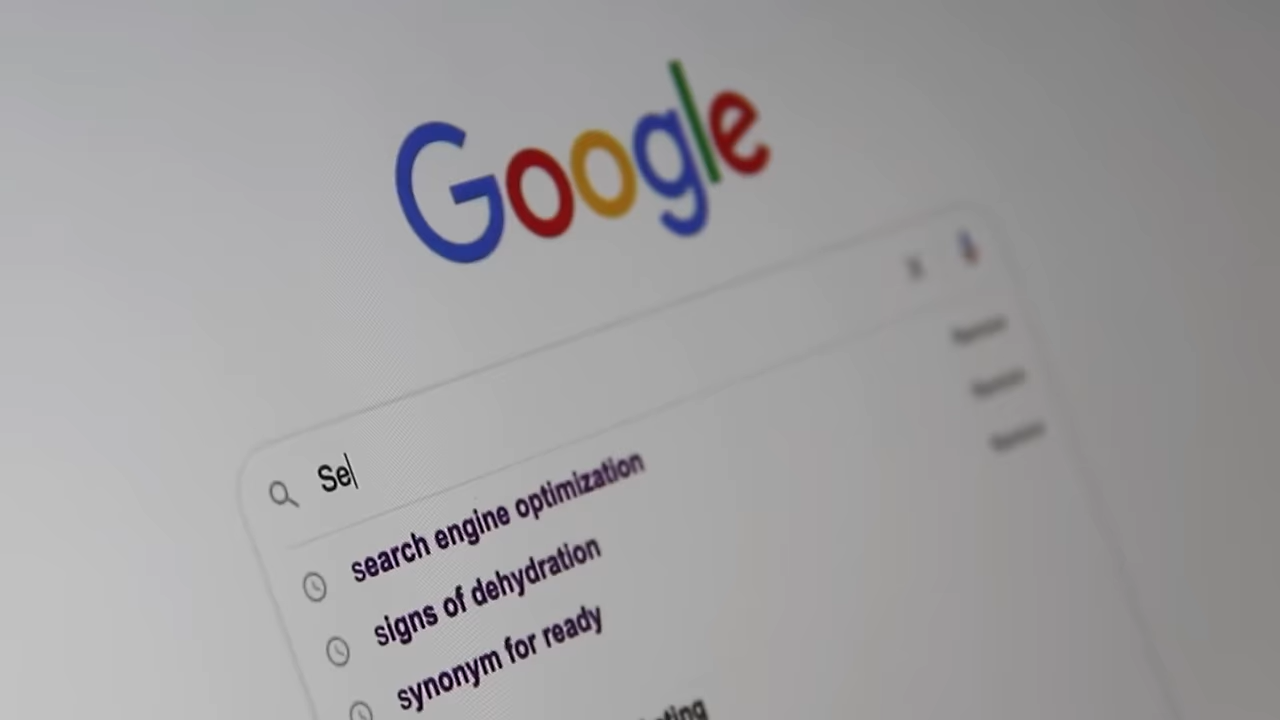 Google
Se
search engine optimization
signs of dehydration
synonym for ready